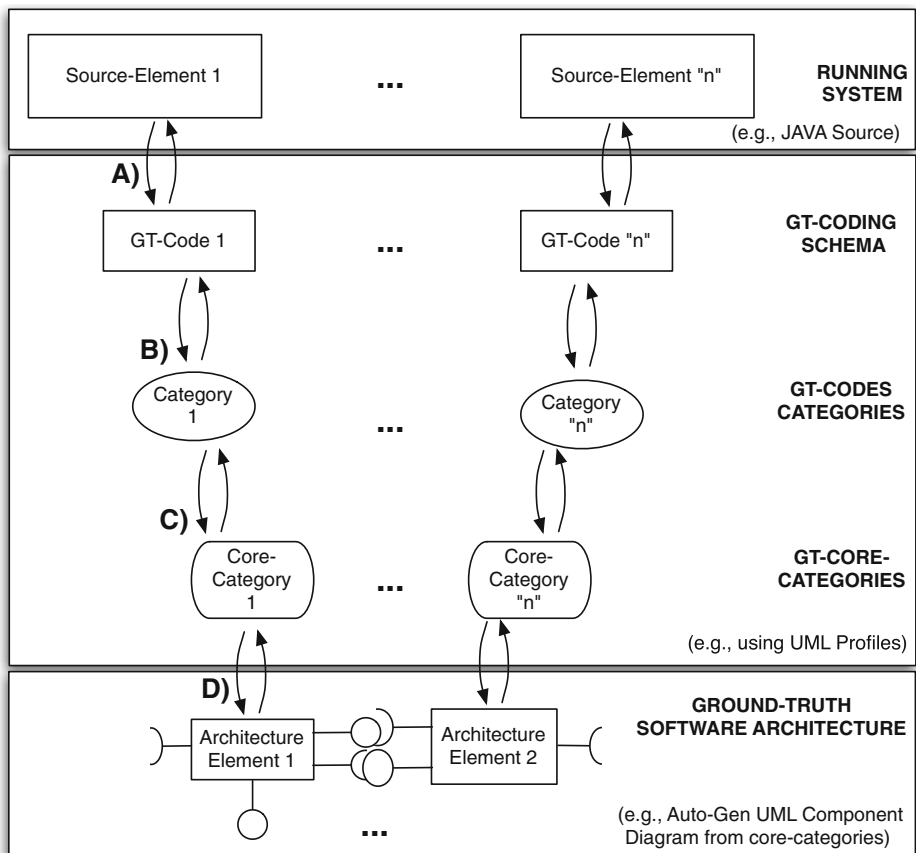 Source-Element 1
...
Source-Element "n"
RUNNING
SYSTEM
(e.g., JAVA Source)
A)
GT-Code 1
...
GT-Code "n"
GT-CODING
SCHEMA
B)
Category
1
...
Category
"n"
GT-CODES
CATEGORIES
C)
Core-
Category
1
...
Core-
Category
"n"
GT-CORE-
CATEGORIES
(e.g., using UML Profiles)
D)
Architecture
Element 1
Architecture
Element 2
GROUND-TRUTH
SOFTWARE ARCHITECTURE
...
(e.g., Auto-Gen UML Component
Diagram from core-categories)